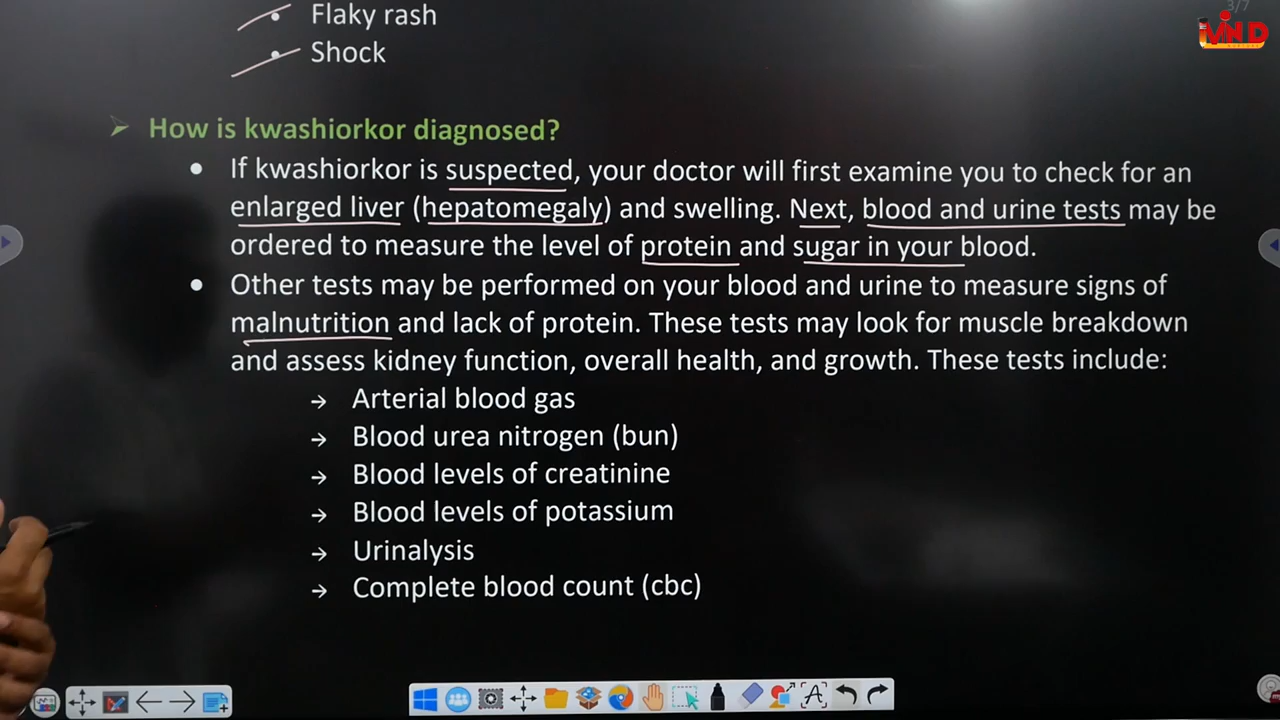 3/7
• Flaky rash
• Shock
MIND
➢ How is kwashiorkor diagnosed?
• If kwashiorkor is suspected, your doctor will first examine you to check for an
enlarged liver (hepatomegaly) and swelling. Next, blood and urine tests may be
ordered to measure the level of protein and sugar in your blood.
• Other tests may be performed on your blood and urine to measure signs of
malnutrition and lack of protein. These tests may look for muscle breakdown
and assess kidney function, overall health, and growth. These tests include:
→ Arterial blood gas
→ Blood urea nitrogen (bun)
→ Blood levels of creatinine
→ Blood levels of potassium
→ Urinalysis
→ Complete blood count (cbc)